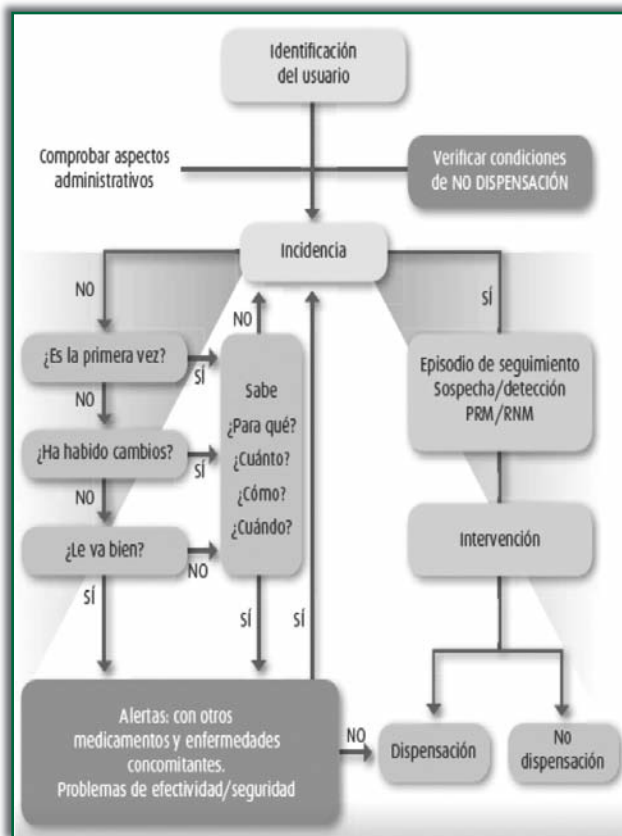 Identificación
del usuario
Comprobar aspectos
administrativos
Verificar condiciones
de NO DISPENSACIÓN
Incidencia
NO
SÍ
¿Es la primera vez?
SÍ
NO
NO
¿Ha habido cambios?
SÍ
NO
¿Le va bien?
NO
SÍ
Sabe
¿Para qué?
¿Cuánto?
¿Cómo?
¿Cuándo?
SÍ
SÍ
Episodio de seguimiento
Sospecha/detección
PRM/RNM
Intervención
Alertas: con otros
medicamentos y enfermedades
concomitantes.
Problemas de efectividad/seguridad
NO
Dispensación
No
dispensación